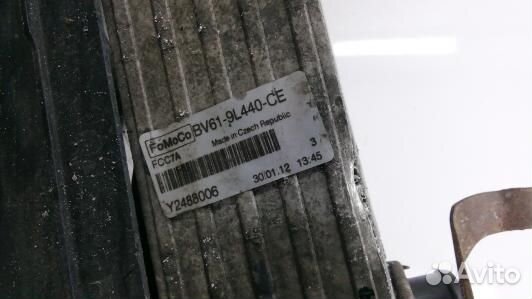 FoMoCo BV61-9L440-CE
FCC7A Made in Czech Republic
3
Y2488006 30.01.12 13:45
Avito